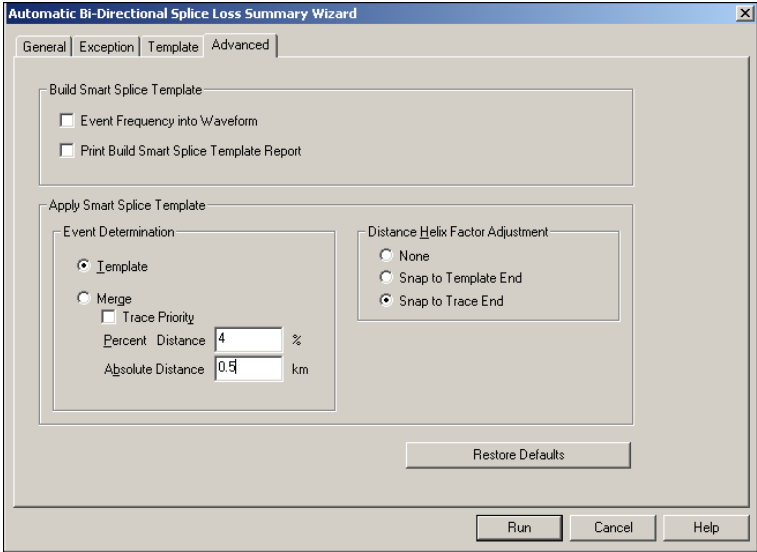 Automatic Bi-Directional Splice Loss Summary Wizard
General
Exception
Template
Advanced
Build Smart Splice Template
Event Frequency into Waveform
Print Build Smart Splice Template Report
Apply Smart Splice Template
Event Determination
Template
Merge
Trace Priority
Percent Distance 4 %
Absolute Distance 0.5 km
Distance Helix Factor Adjustment
None
Snap to Template End
Snap to Trace End
Restore Defaults
Run
Cancel
Help